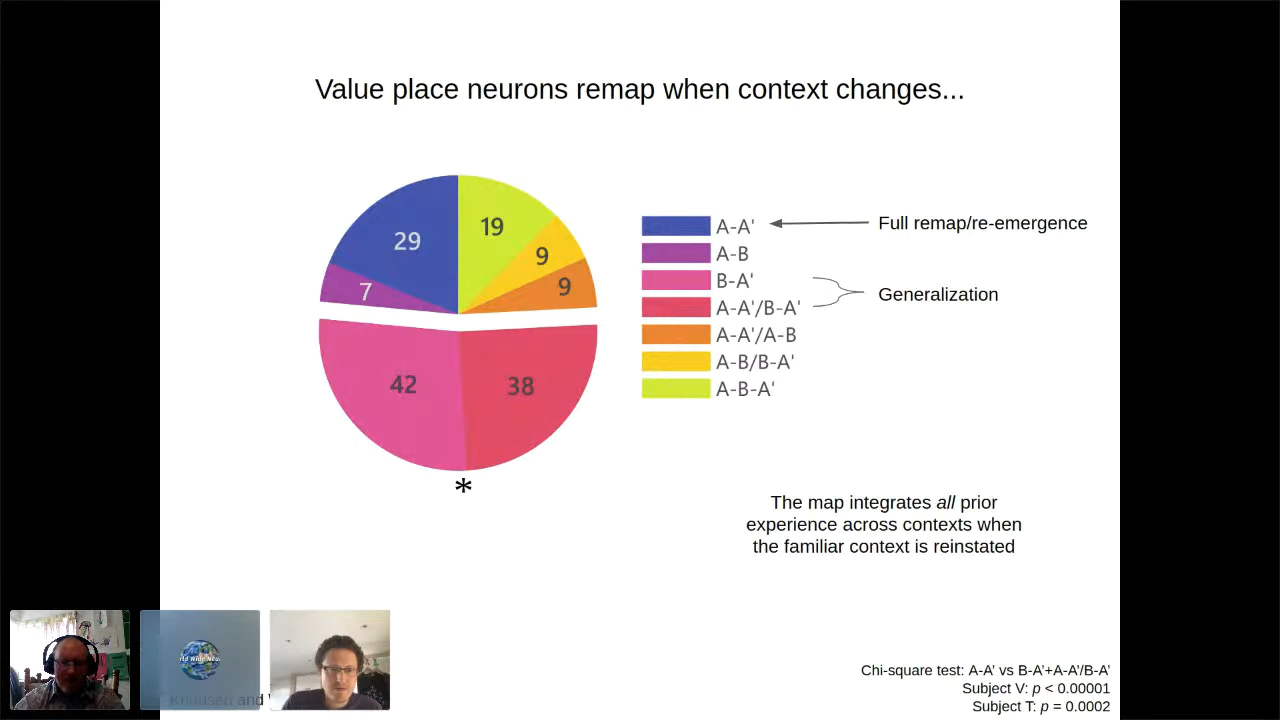 Value place neurons remap when context changes...
29
19
9
9
7
42
38
*
A-A'
A-B
B-A'
A-A'/B-A'
A-A'/A-B
A-B/B-A'
A-B-A'
Full remap/re-emergence
Generalization
The map integrates all prior
experience across contexts when
the familiar context is reinstated
Chi-square test: A-A' vs B-A'+A-A'/B-A'
Subject V: p < 0.00001
Subject T: p = 0.0002
and